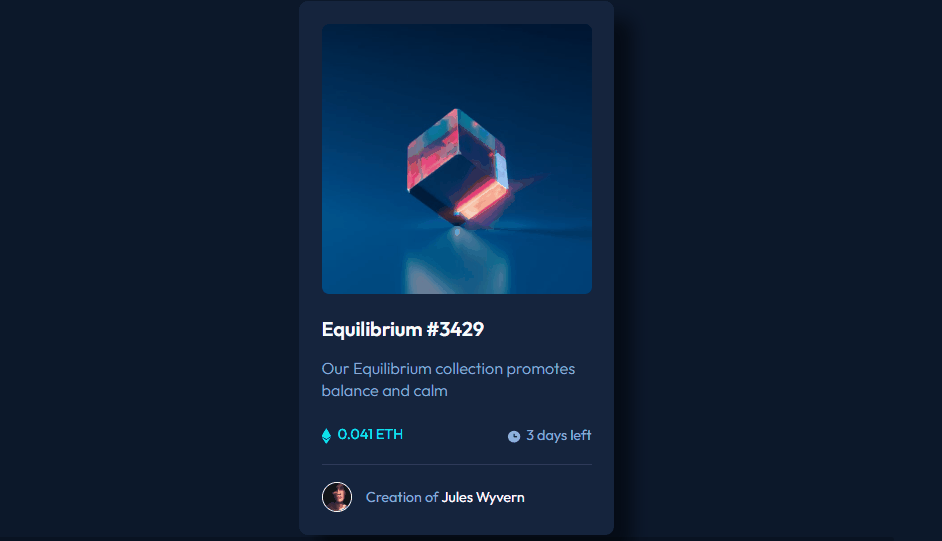 Equilibrium #3429
Our Equilibrium collection promotes
balance and calm
0.041 ETH
3 days left
Creation of Jules Wyvern